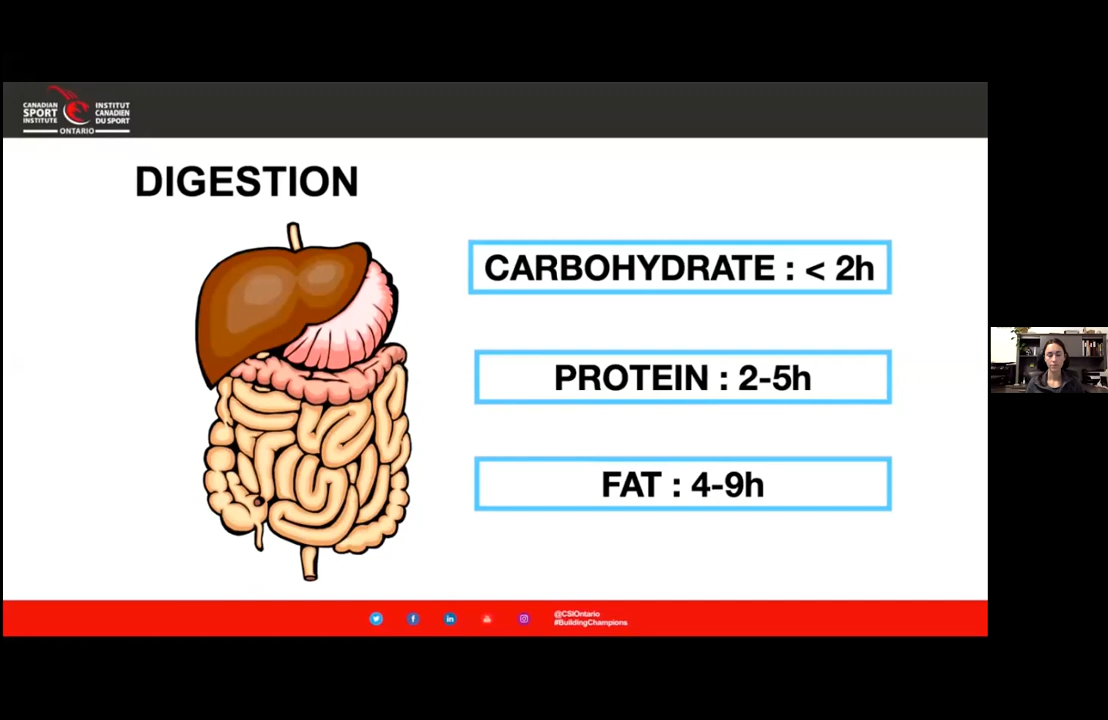 CANADIAN
SPORT
INSTITUTE
INSTITUT
CANADIEN
DU SPORT
ONTARIO
DIGESTION
CARBOHYDRATE : < 2h
PROTEIN : 2-5h
FAT : 4-9h
@CSIOntario
#BuildingChampions